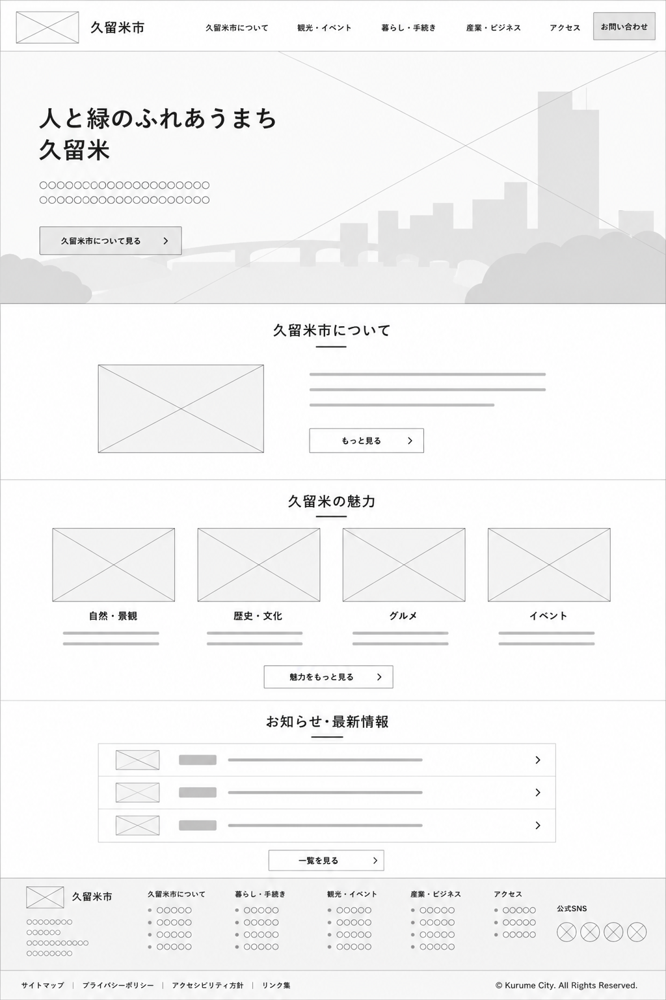 久留米市
久留米市について
観光・イベント
暮らし・手続き
産業・ビジネス
アクセス
お問い合わせ
人と緑のふれあうまち
久留米
○○○○○○○○○○○○○○○○○○○○
○○○○○○○○○○○○○○○○○○○○
久留米市について見る
久留米市について
もっと見る
久留米の魅力
自然・景観
歴史・文化
グルメ
イベント
魅力をもっと見る
お知らせ・最新情報
一覧を見る
久留米市
○○○○○○○○
○○○○○○
○○○○○○○○○○○
○○○○○○○○
久留米市について
● ○○○○○
● ○○○○○
● ○○○○○
● ○○○○○
暮らし・手続き
● ○○○○○
● ○○○○○
● ○○○○○
● ○○○○○
観光・イベント
● ○○○○○
● ○○○○○
● ○○○○○
● ○○○○○
産業・ビジネス
● ○○○○○
● ○○○○○
● ○○○○○
● ○○○○○
アクセス
● ○○○○○
● ○○○○○
● ○○○○○
公式SNS
サイトマップ | プライバシーポリシー | アクセシビリティ方針 | リンク集
© Kurume City. All Rights Reserved.